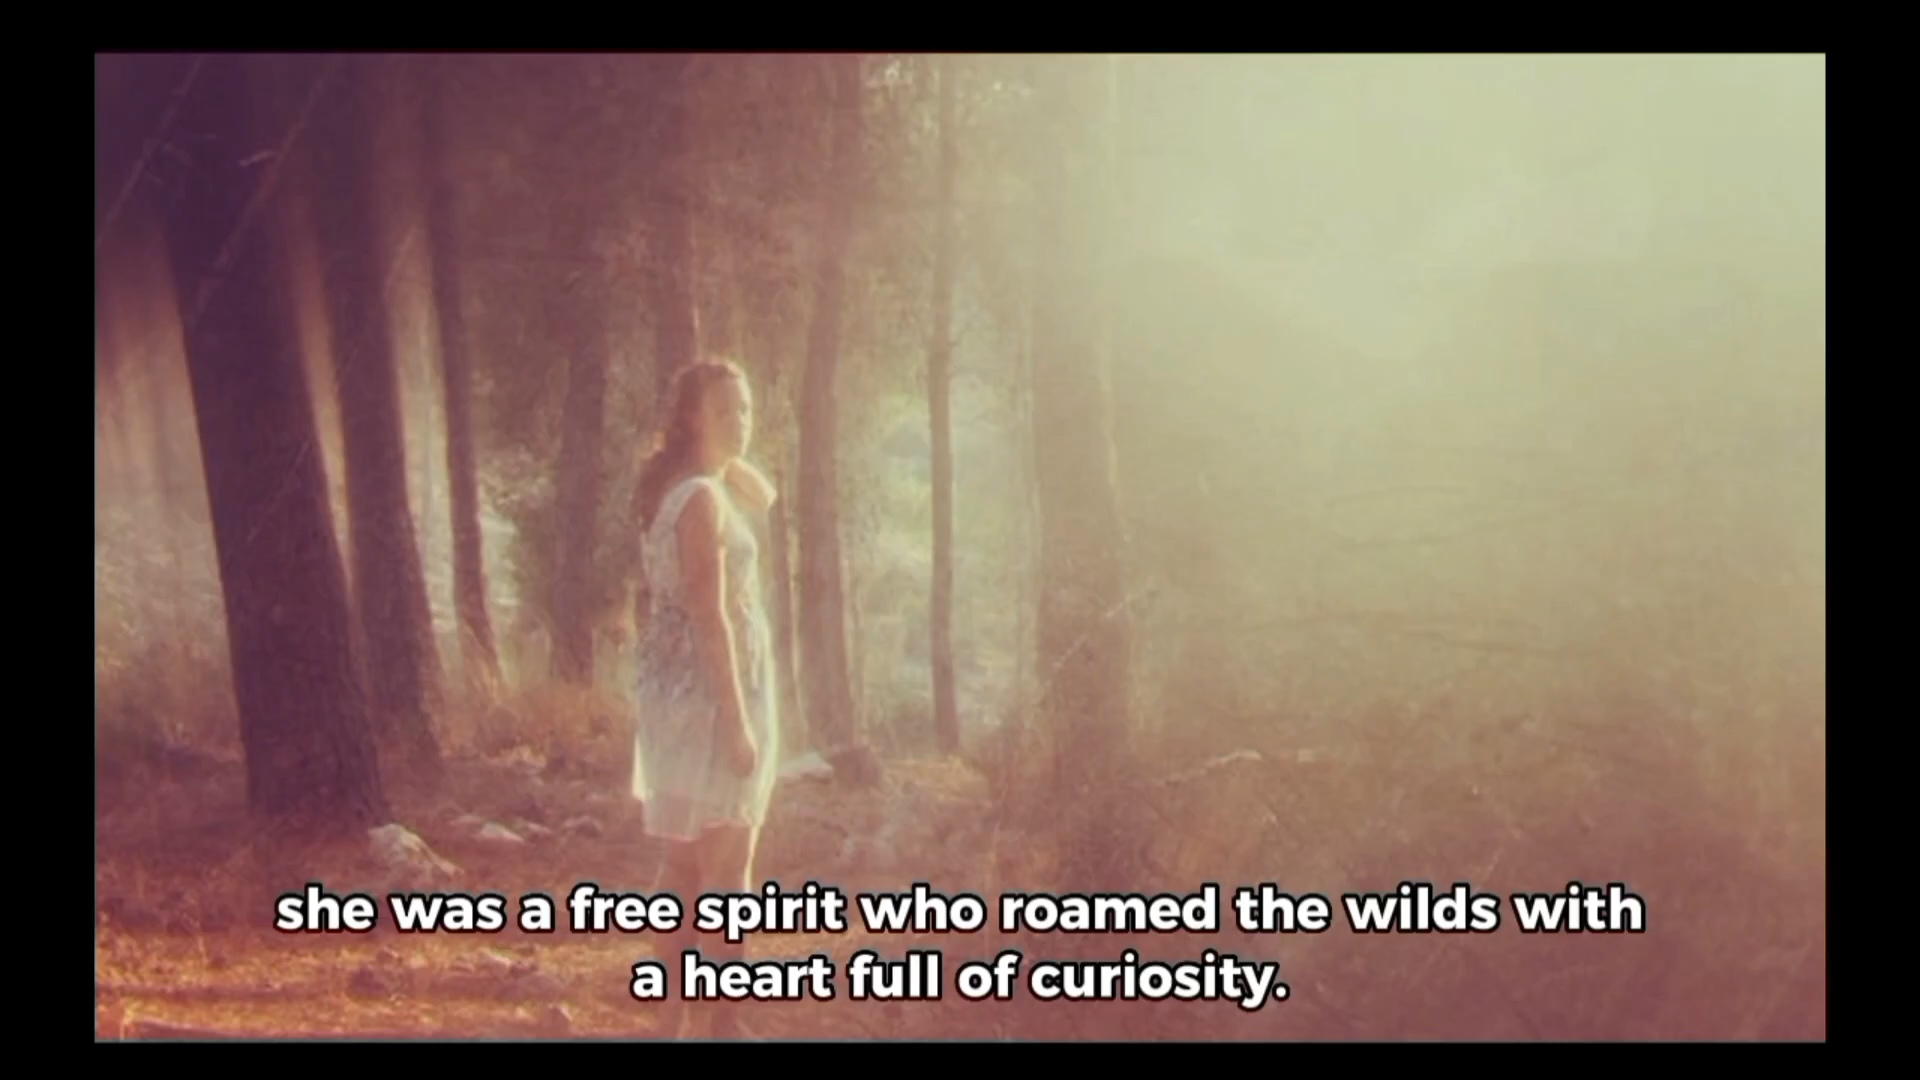 she was a free spirit who roamed the wilds with
a heart full of curiosity.